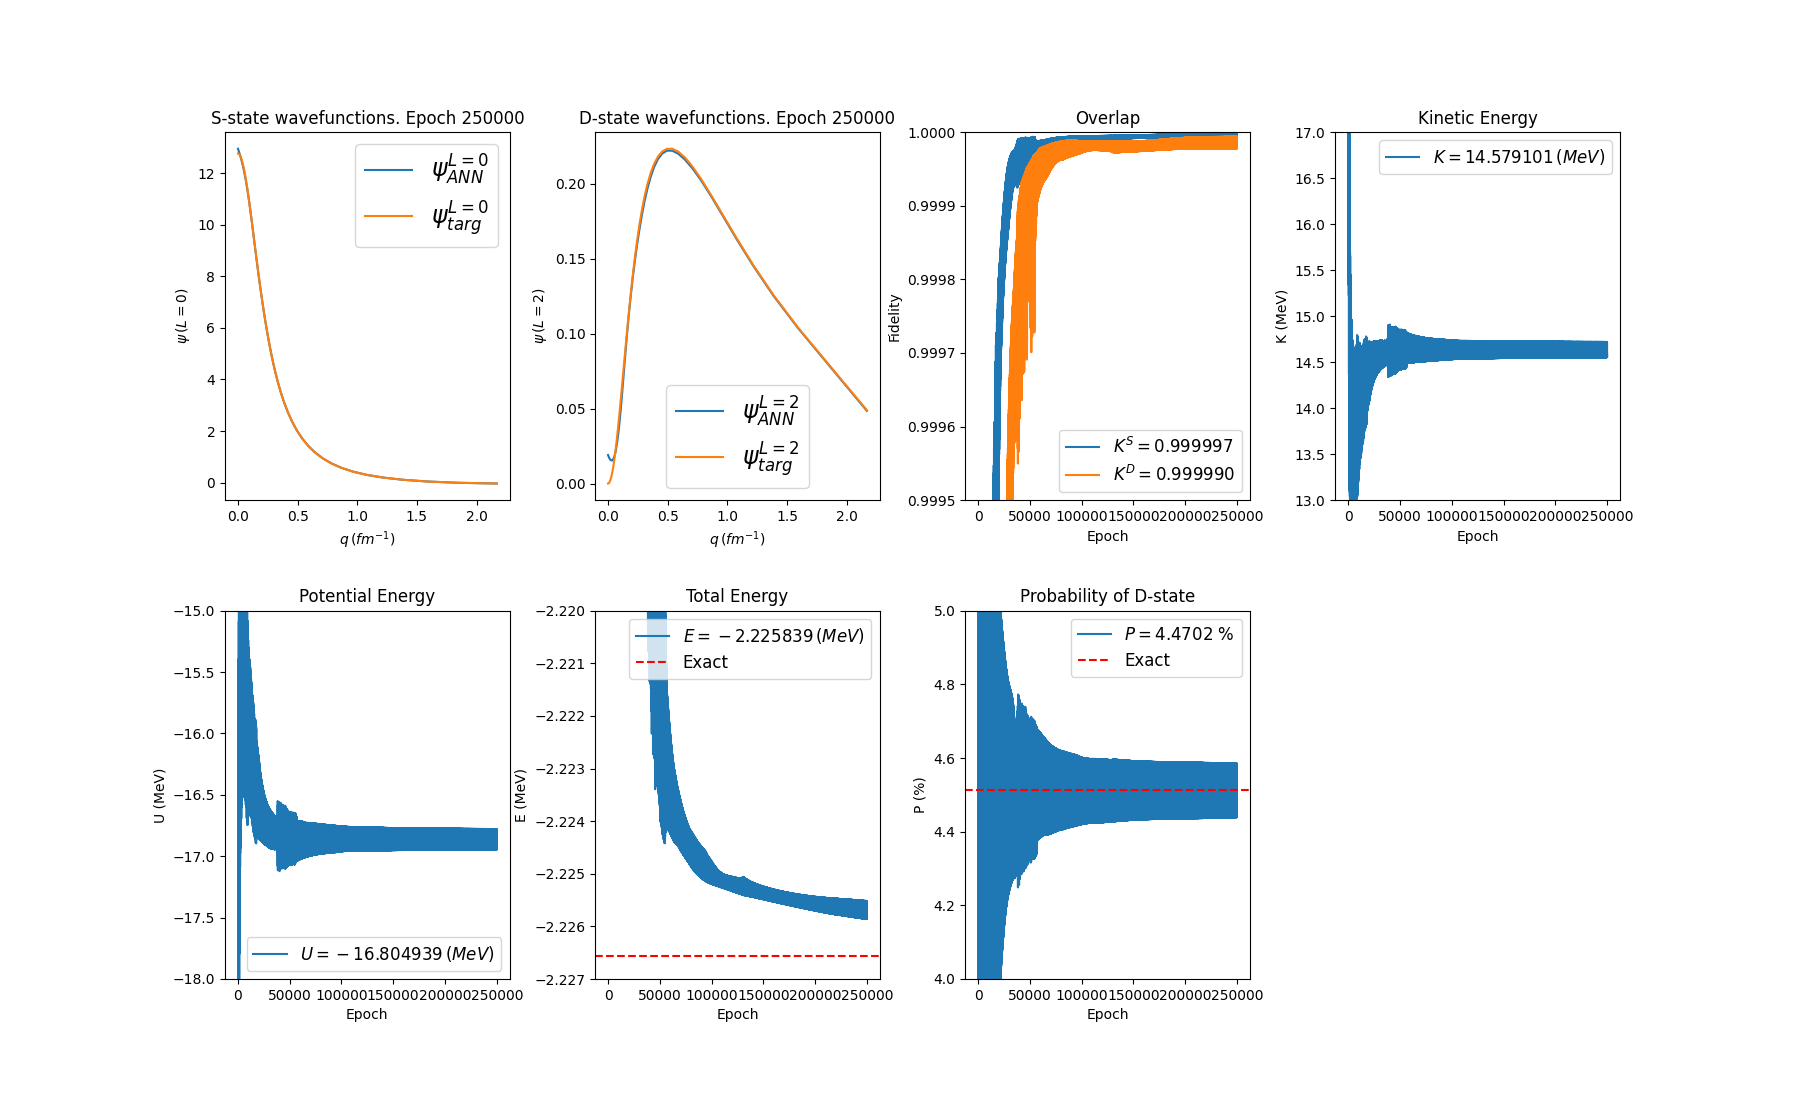 S-state wavefunctions. Epoch 250000
ψ(L = 0)
12
10
8
6
4
2
0
ψ_{ANN}^{L=0}
ψ_{targ}^{L=0}
0.0 0.5 1.0 1.5 2.0
q (fm^{−1})
D-state wavefunctions. Epoch 250000
ψ(L = 2)
0.20
0.15
0.10
0.05
0.00
ψ_{ANN}^{L=2}
ψ_{targ}^{L=2}
0.0 0.5 1.0 1.5 2.0
q (fm^{−1})
Overlap
Fidelity
1.0000
0.9999
0.9998
0.9997
0.9996
0.9995
K^S = 0.999997
K^D = 0.999990
0 50000 100000 150000 200000 250000
Epoch
Kinetic Energy
K (MeV)
17.0
16.5
16.0
15.5
15.0
14.5
14.0
13.5
13.0
K = 14.579101 (MeV)
0 50000 100000 150000 200000 250000
Epoch
Potential Energy
U (MeV)
−15.0
−15.5
−16.0
−16.5
−17.0
−17.5
−18.0
U = −16.804939 (MeV)
0 50000 100000 150000 200000 250000
Epoch
Total Energy
E (MeV)
−2.220
−2.221
−2.222
−2.223
−2.224
−2.225
−2.226
−2.227
E = −2.225839 (MeV)
Exact
0 50000 100000 150000 200000 250000
Epoch
Probability of D-state
P (%)
5.0
4.8
4.6
4.4
4.2
4.0
P = 4.4702 %
Exact
0 50000 100000 150000 200000 250000
Epoch